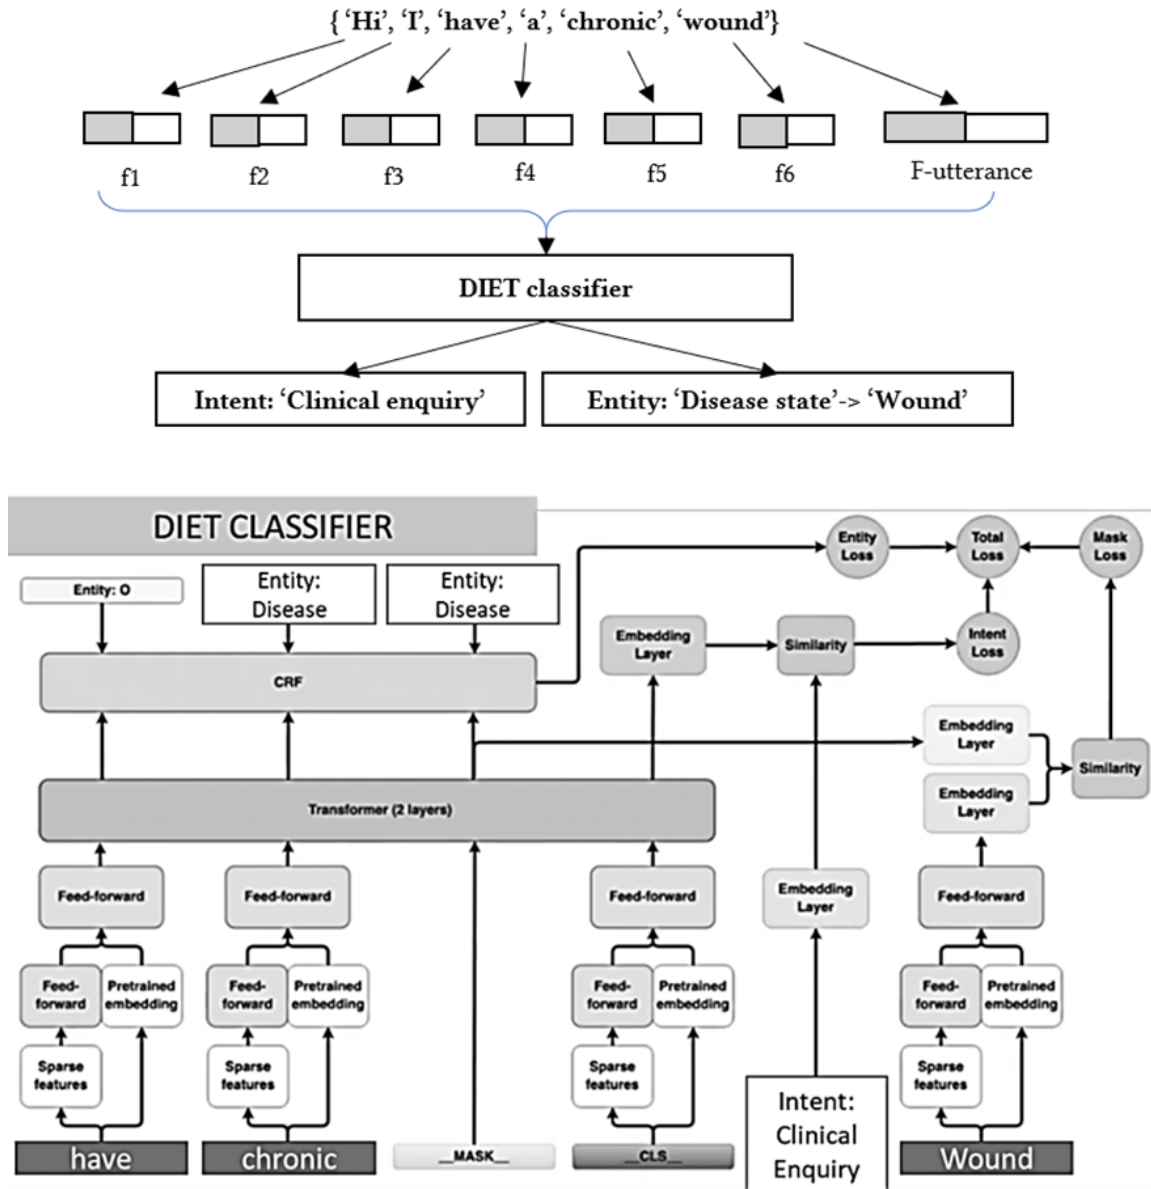 { ‘Hi’, ‘I’, ‘have’, ‘a’, ‘chronic’, ‘wound’}
f1
f2
f3
f4
f5
f6
F-utterance
DIET classifier
Intent: ‘Clinical enquiry’
Entity: ‘Disease state’-> ‘Wound’
DIET CLASSIFIER
Entity: O
Entity:
Disease
Entity:
Disease
Entity
Loss
Total
Loss
Mask
Loss
Embedding
Layer
Similarity
Intent
Loss
CRF
Embedding
Layer
Similarity
Embedding
Layer
Transformer (2 layers)
Feed-forward
Feed-forward
Feed-forward
Embedding
Layer
Feed-forward
Feed-
forward
Pretrained
embedding
Feed-
forward
Pretrained
embedding
Feed-
forward
Pretrained
embedding
Feed-
forward
Pretrained
embedding
Sparse
features
Sparse
features
Sparse
features
Sparse
features
Intent:
Clinical
Enquiry
have
chronic
__MASK__
__CLS__
Wound